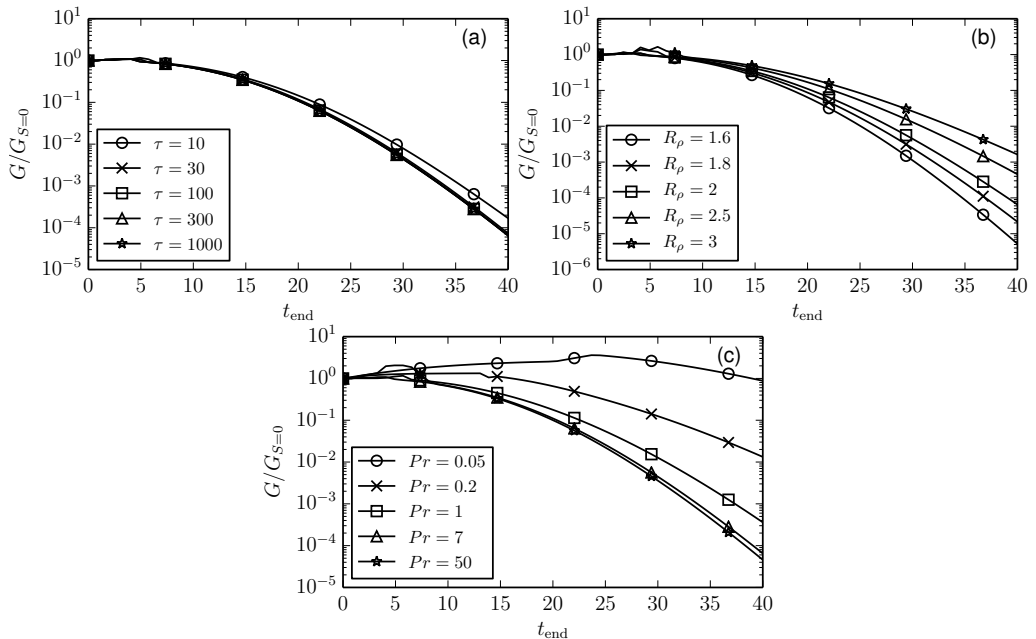 (a)
10^1
10^0
10^{-1}
10^{-2}
10^{-3}
10^{-4}
10^{-5}
G/G_{S=0}
τ = 10
τ = 30
τ = 100
τ = 300
τ = 1000
0 5 10 15 20 25 30 35 40
t_end
(b)
10^1
10^0
10^{-1}
10^{-2}
10^{-3}
10^{-4}
10^{-5}
10^{-6}
G/G_{S=0}
R_ρ = 1.6
R_ρ = 1.8
R_ρ = 2
R_ρ = 2.5
R_ρ = 3
0 5 10 15 20 25 30 35 40
t_end
(c)
10^1
10^0
10^{-1}
10^{-2}
10^{-3}
10^{-4}
10^{-5}
G/G_{S=0}
Pr = 0.05
Pr = 0.2
Pr = 1
Pr = 7
Pr = 50
0 5 10 15 20 25 30 35 40
t_end